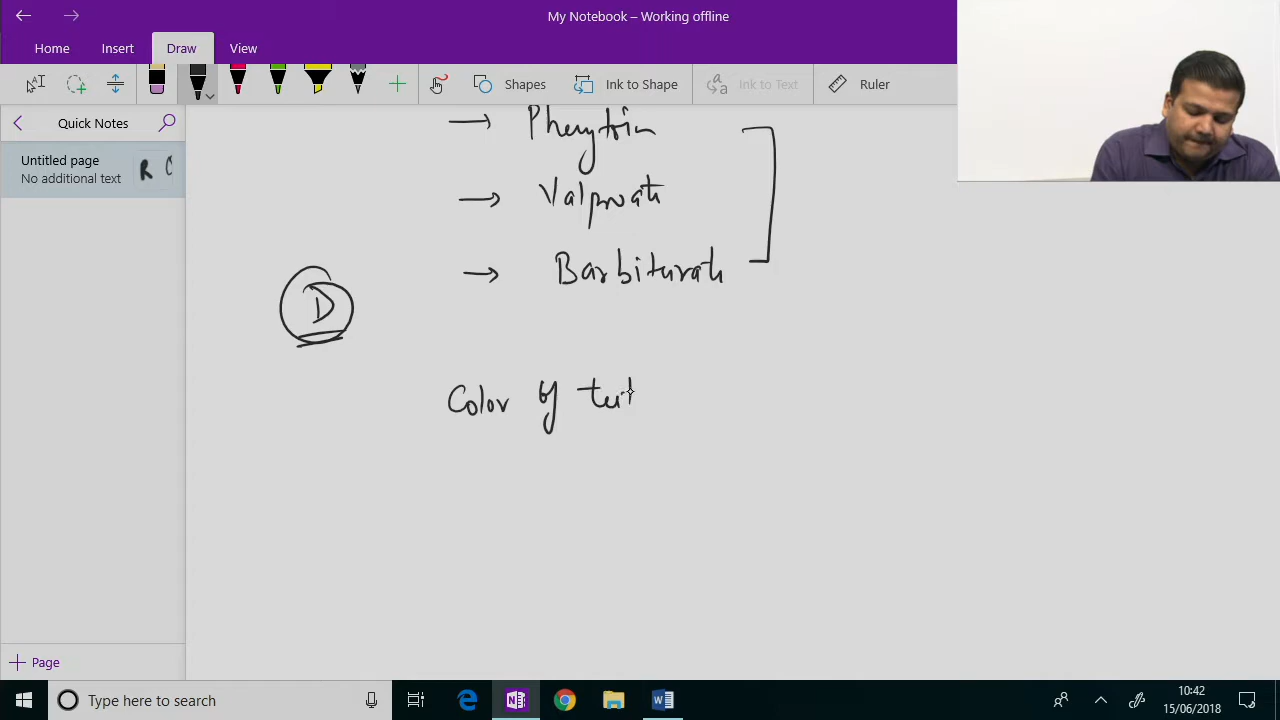 My Notebook – Working offline
Home Insert Draw View
Shapes Ink to Shape Ink to Text Ruler
Quick Notes
Untitled page
No additional text
R C
→ Phenytoin
→ Valproate
→ Barbiturate
D
Color of
+ Page
Type here to search
10:42
15/06/2018